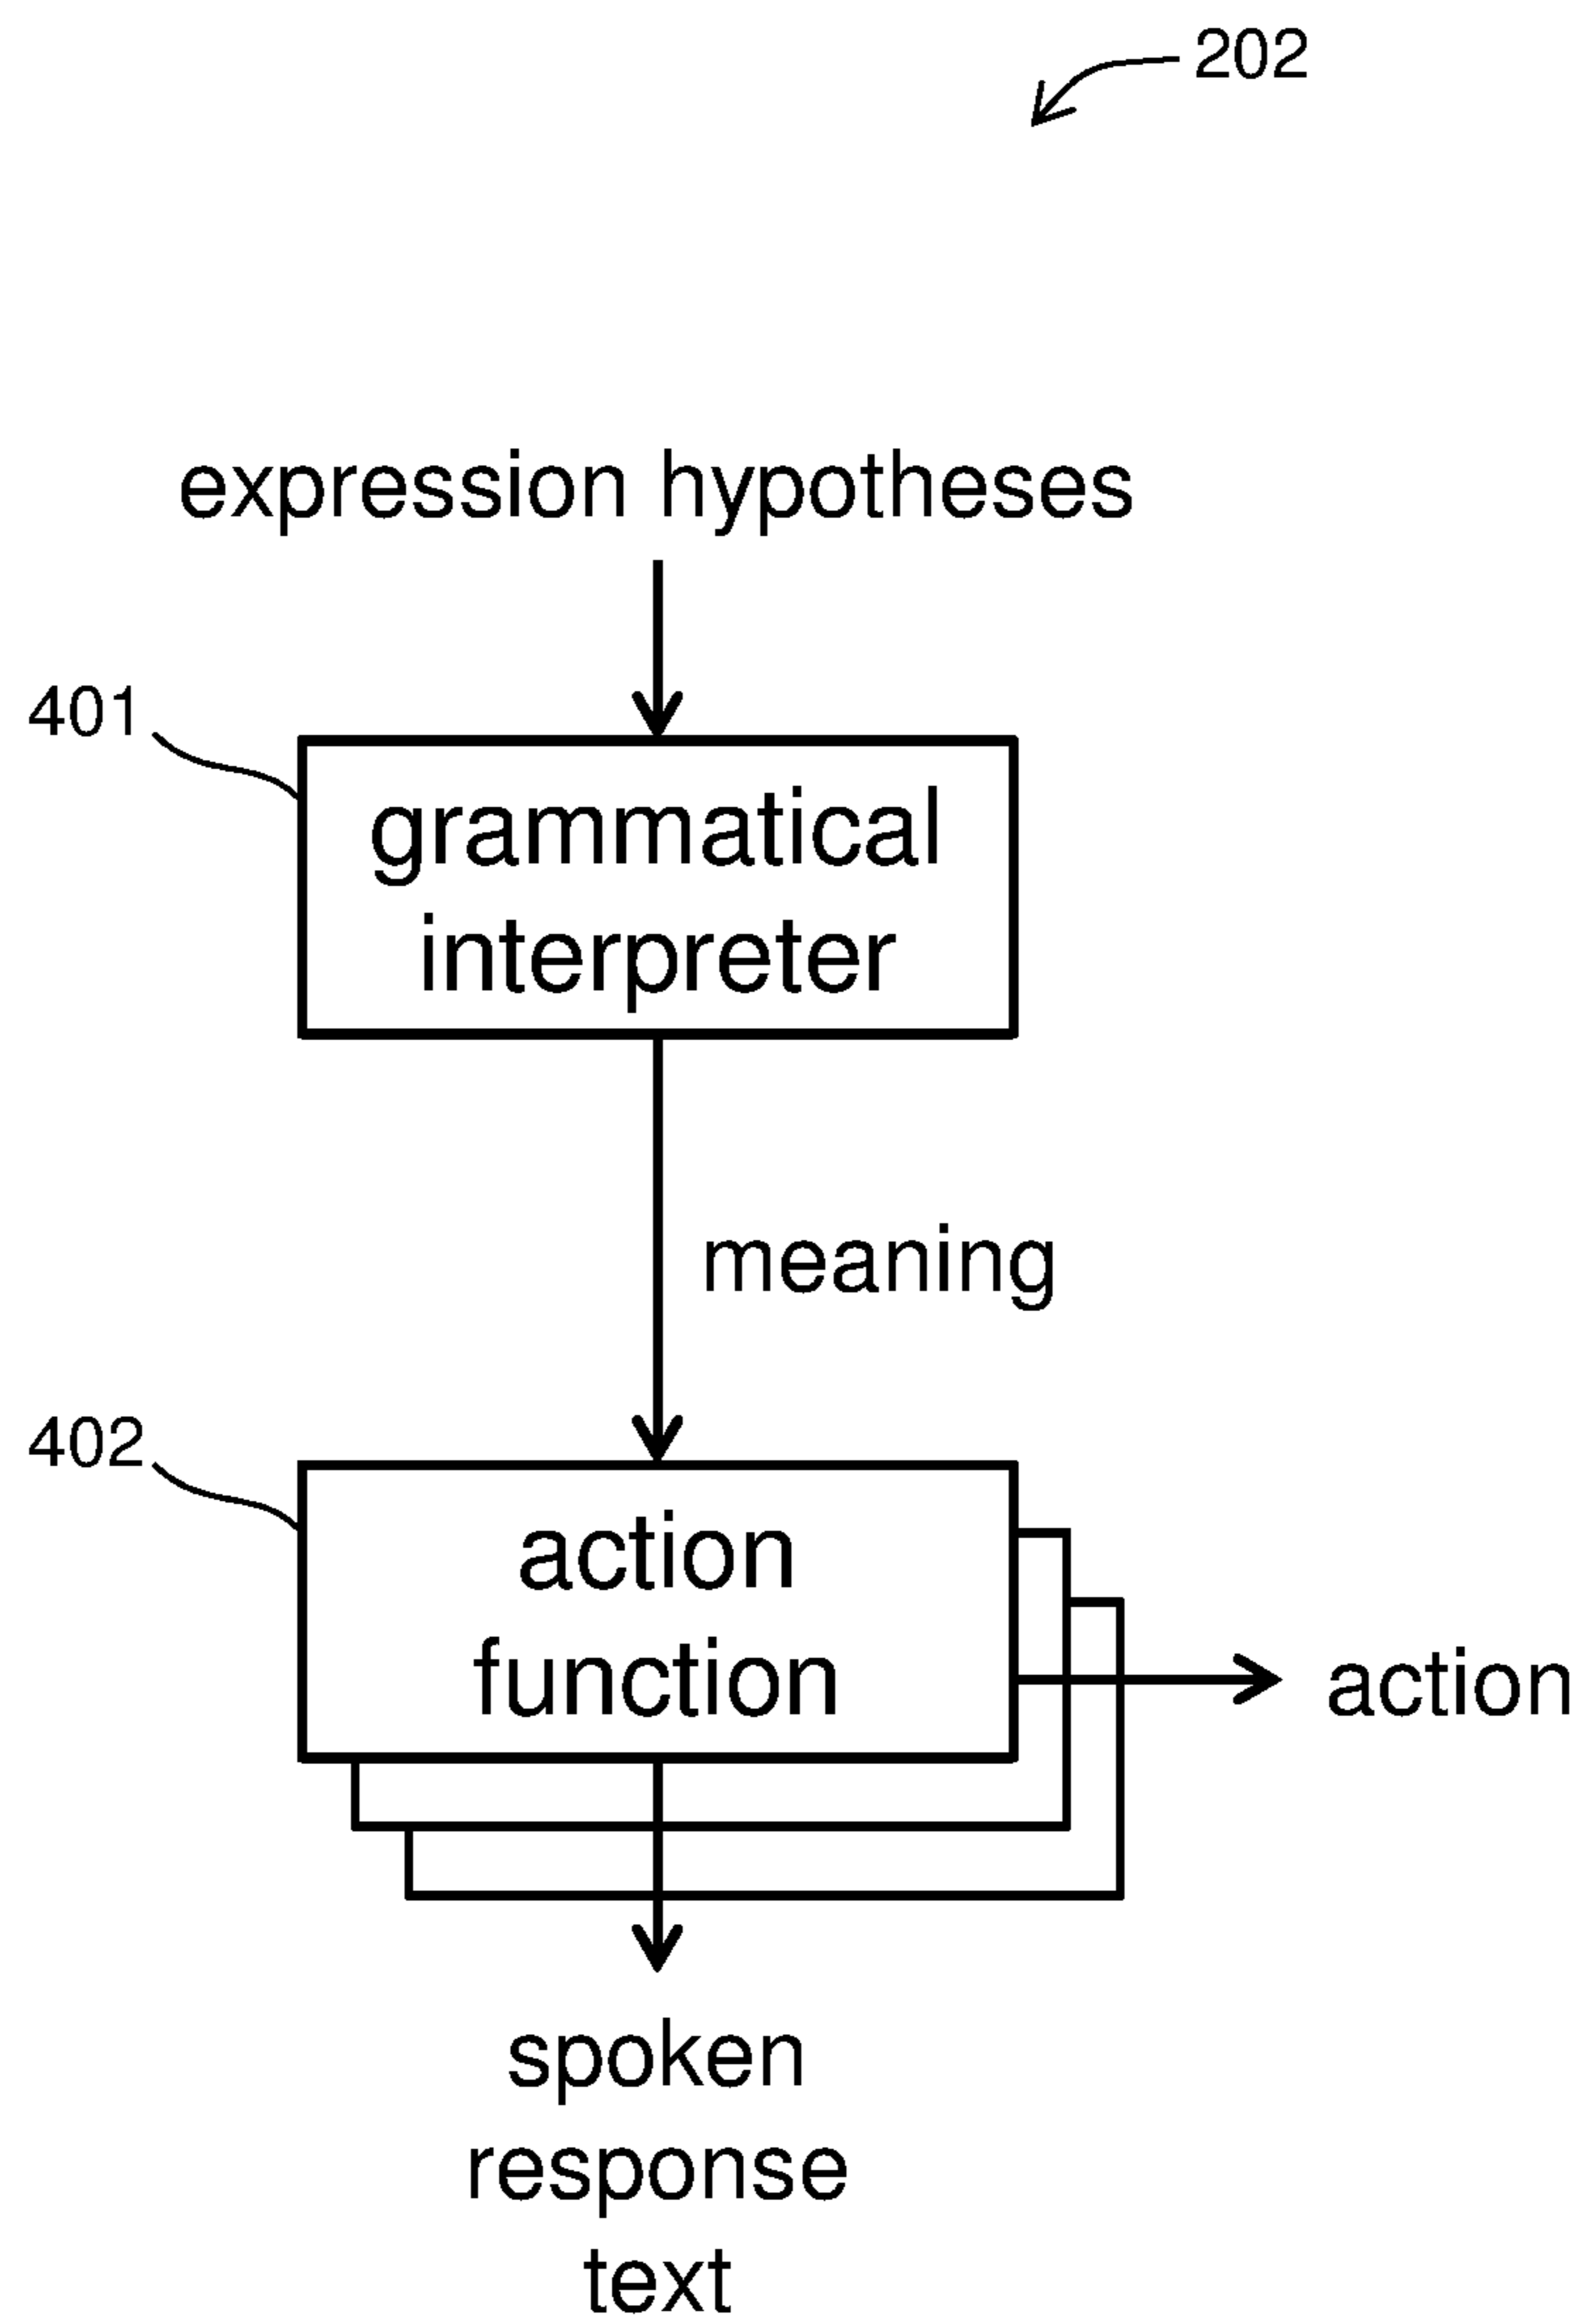 202
expression hypotheses
401
grammatical
interpreter
meaning
402
action
function
action
spoken
response
text